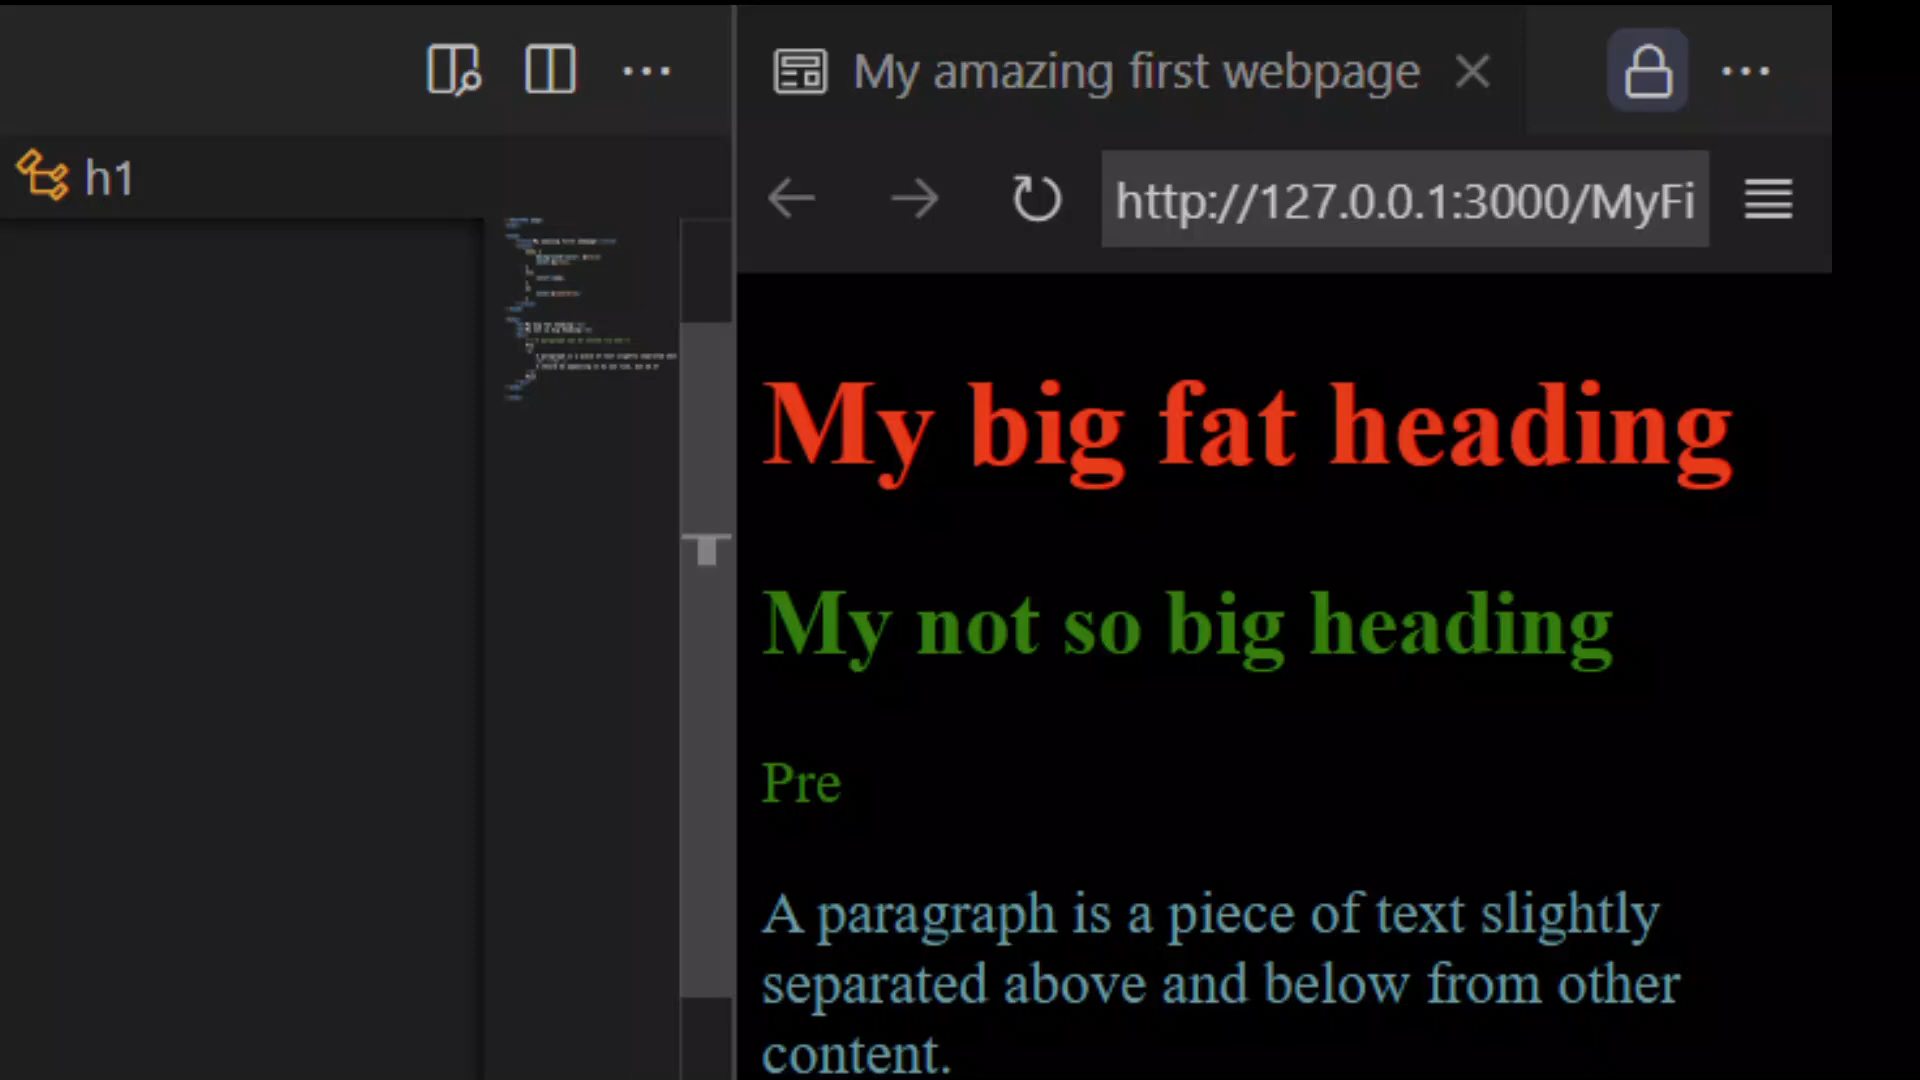 My amazing first webpage
h1
http://127.0.0.1:3000/MyFi
My big fat heading
My not so big heading
Pre
A paragraph is a piece of text slightly
separated above and below from other
content.